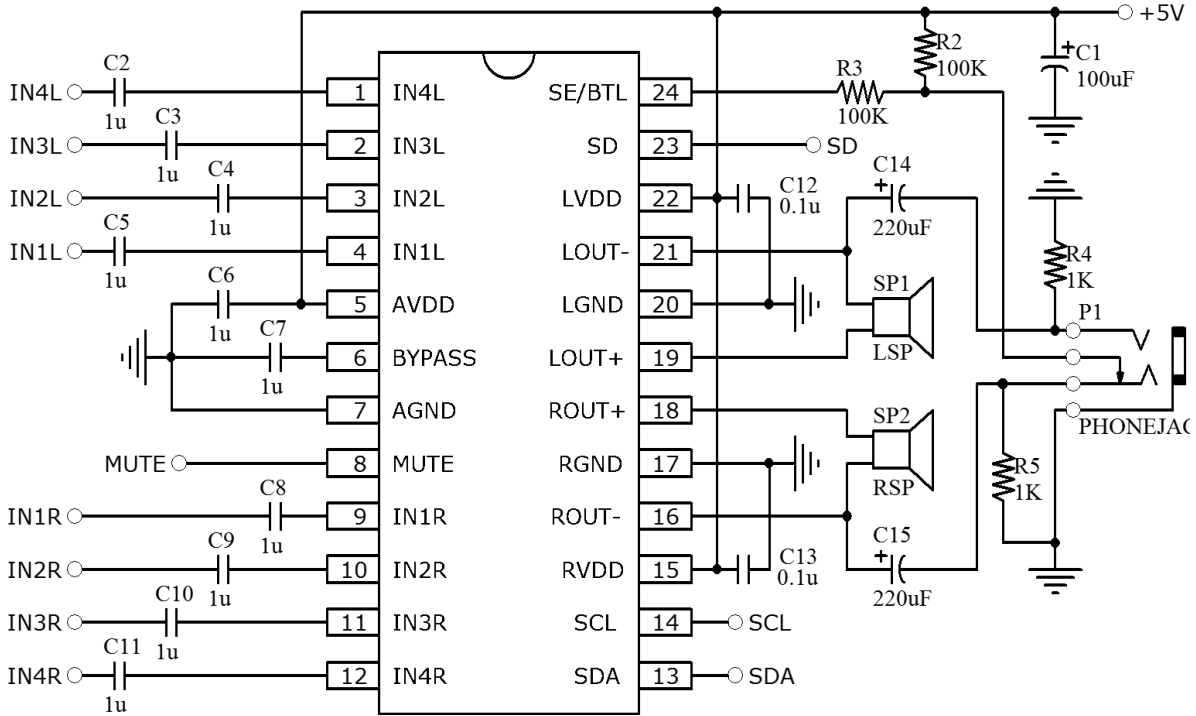 +5V
C2
IN4L
1u
1
IN4L
SE/BTL
24
R3
100K
R2
100K
C1
100uF
C3
IN3L
1u
2
IN3L
SD
23
SD
C4
IN2L
1u
3
IN2L
LVDD
22
C12
0.1u
C14
220uF
C5
IN1L
1u
4
IN1L
LOUT-
21
R4
1K
C6
1u
5
AVDD
LGND
20
SP1
LSP
P1
C7
1u
6
BYPASS
LOUT+
19
7
AGND
ROUT+
18
SP2
RSP
PHONEJAC
MUTE
8
MUTE
RGND
17
R5
1K
C8
IN1R
1u
9
IN1R
ROUT-
16
C9
IN2R
1u
10
IN2R
RVDD
15
C13
0.1u
C15
220uF
C10
IN3R
1u
11
IN3R
SCL
14
SCL
C11
IN4R
1u
12
IN4R
SDA
13
SDA